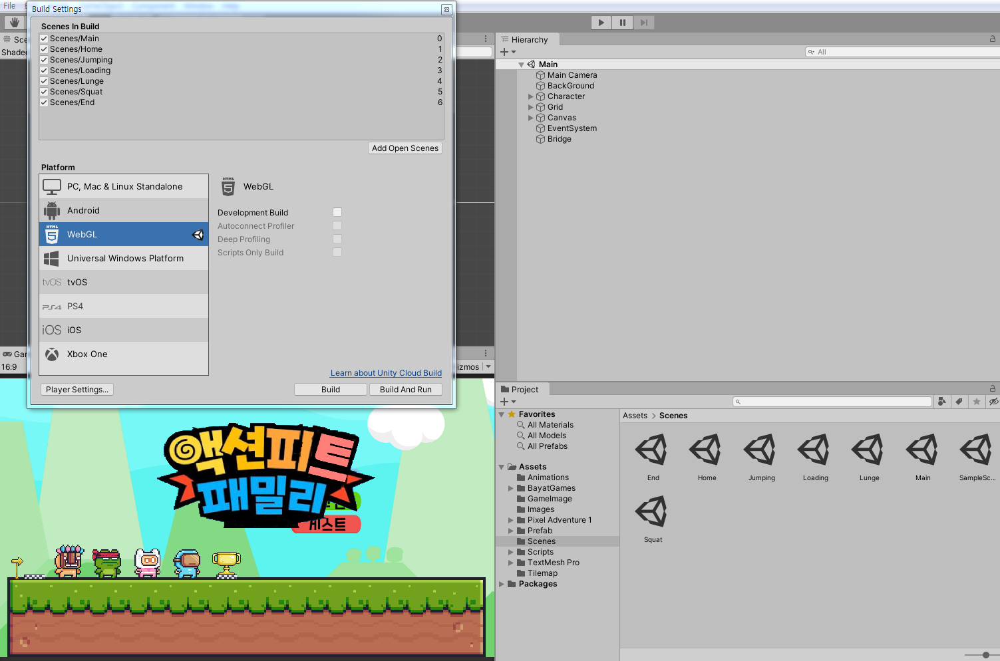 File
Build Settings
Scenes In Build
Scenes/Main 0
Scenes/Home 1
Scenes/Jumping 2
Scenes/Loading 3
Scenes/Lunge 4
Scenes/Squat 5
Scenes/End 6
Add Open Scenes
Platform
PC, Mac & Linux Standalone
Android
HTML 5 WebGL
Universal Windows Platform
tvOS tvOS
PS4 PS4
iOS iOS
Xbox One
HTML 5 WebGL
Development Build
Autoconnect Profiler
Deep Profiling
Scripts Only Build
Learn about Unity Cloud Build
Player Settings...
Build
Build And Run
16:9
액션피트
패밀리
게스트
Hierarchy
All
Main
Main Camera
BackGround
Character
Grid
Canvas
EventSystem
Bridge
Project
Favorites
All Materials
All Models
All Prefabs
Assets
Animations
BayatGames
GameImage
Images
Pixel Adventure 1
Prefab
Scenes
Scripts
TextMesh Pro
Tilemap
Packages
Assets > Scenes
End
Home
Jumping
Loading
Lunge
Main
SampleSc...
Squat